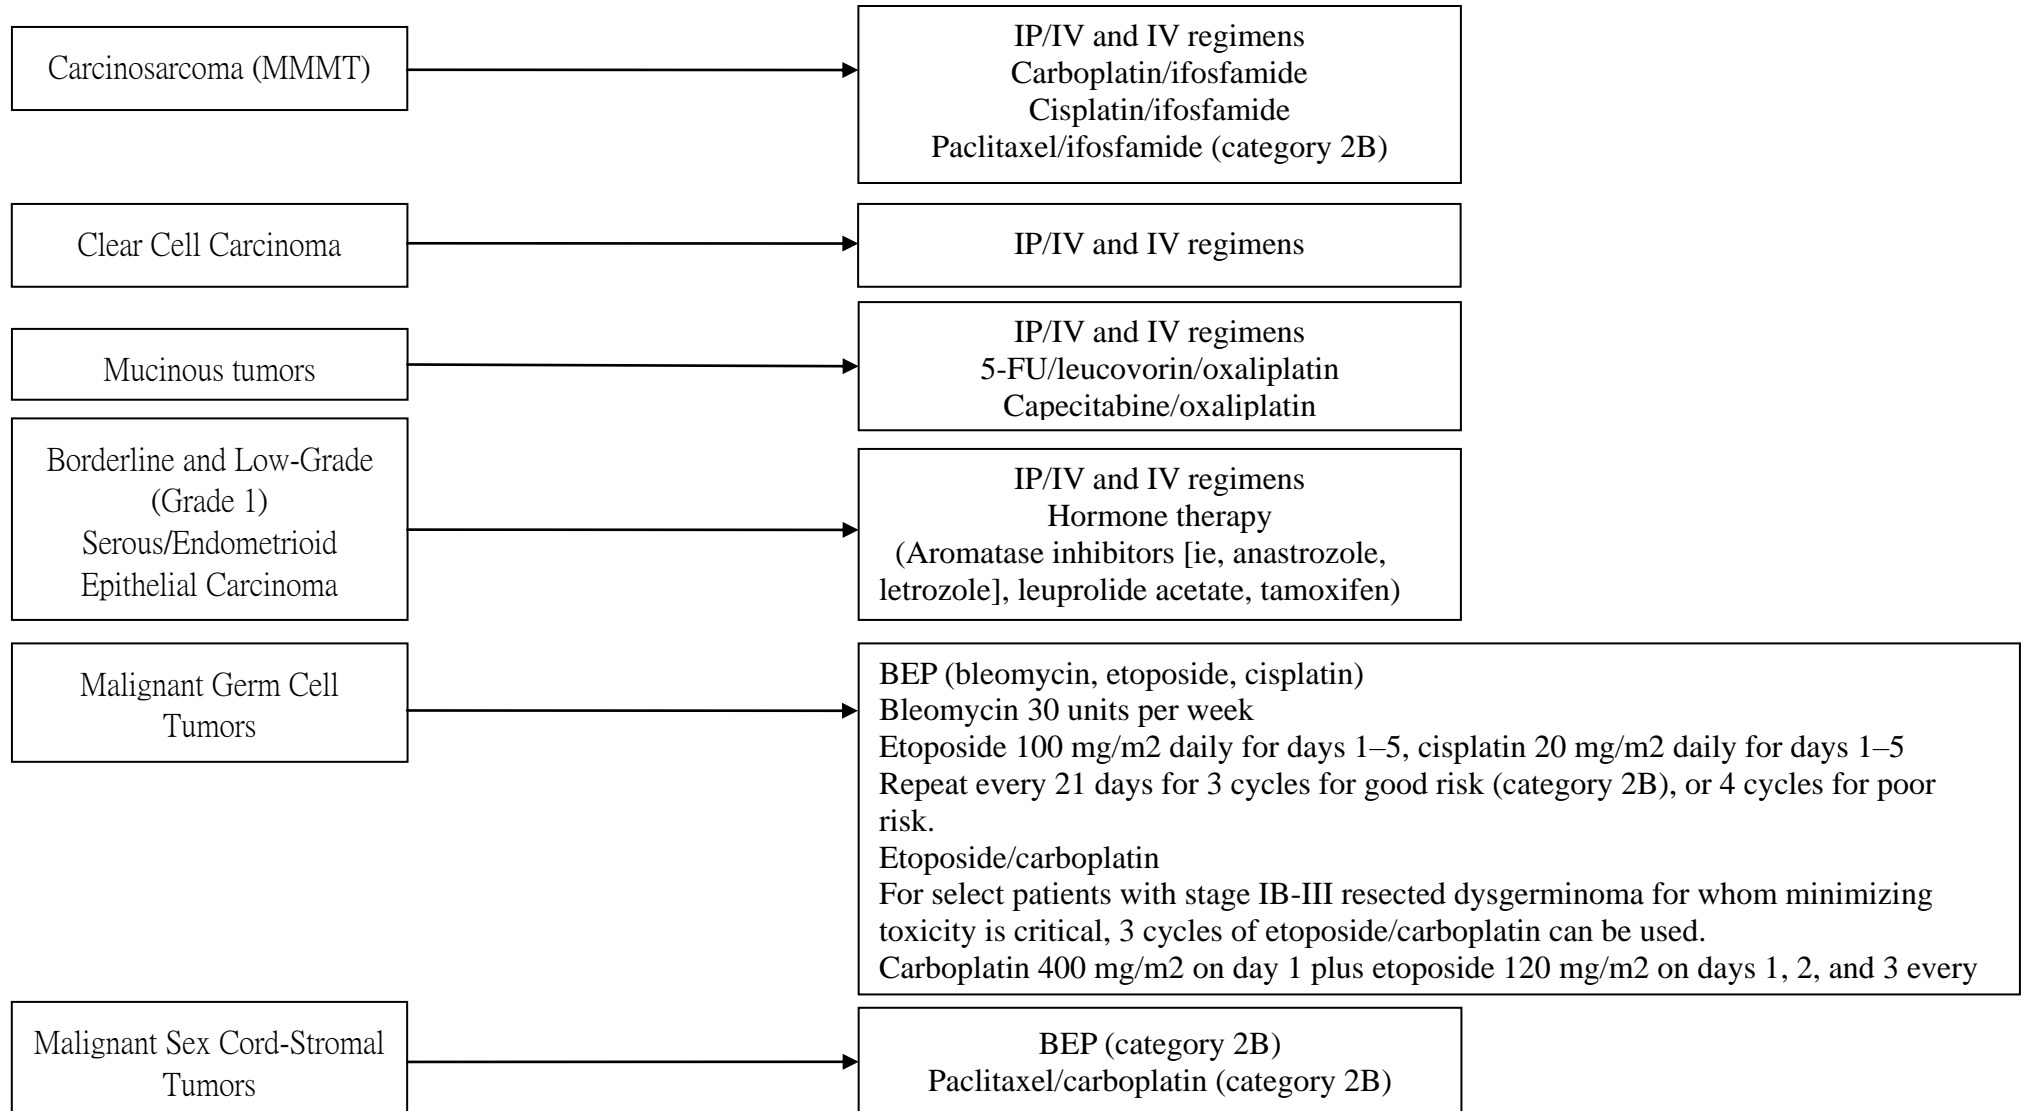 Carcinosarcoma (MMMT)
IP/IV and IV regimens
Carboplatin/ifosfamide
Cisplatin/ifosfamide
Paclitaxel/ifosfamide (category 2B)
Clear Cell Carcinoma
IP/IV and IV regimens
Mucinous tumors
IP/IV and IV regimens
5-FU/leucovorin/oxaliplatin
Capecitabine/oxaliplatin
Borderline and Low-Grade
(Grade 1)
Serous/Endometrioid
Epithelial Carcinoma
IP/IV and IV regimens
Hormone therapy
(Aromatase inhibitors [ie, anastrozole,
letrozole], leuprolide acetate, tamoxifen)
Malignant Germ Cell
Tumors
BEP (bleomycin, etoposide, cisplatin)
Bleomycin 30 units per week
Etoposide 100 mg/m2 daily for days 1–5, cisplatin 20 mg/m2 daily for days 1–5
Repeat every 21 days for 3 cycles for good risk (category 2B), or 4 cycles for poor
risk.
Etoposide/carboplatin
For select patients with stage IB-III resected dysgerminoma for whom minimizing
toxicity is critical, 3 cycles of etoposide/carboplatin can be used.
Carboplatin 400 mg/m2 on day 1 plus etoposide 120 mg/m2 on days 1, 2, and 3 every
Malignant Sex Cord-Stromal
Tumors
BEP (category 2B)
Paclitaxel/carboplatin (category 2B)